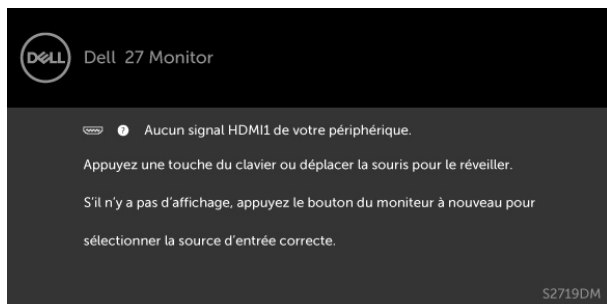 DELL
Dell 27 Monitor
? Aucun signal HDMI1 de votre périphérique.
Appuyez une touche du clavier ou déplacer la souris pour le réveiller.
S'il n'y a pas d'affichage, appuyez le bouton du moniteur à nouveau pour
sélectionner la source d'entrée correcte.
S2719DM